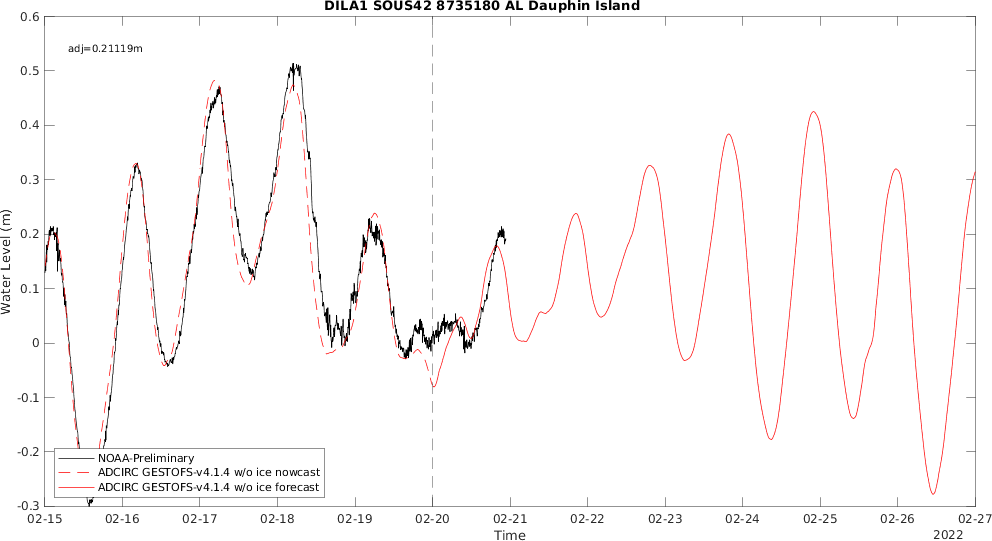 DILA1 SOUS42 8735180 AL Dauphin Island
adj=0.21119m
Water Level (m)
0.6
0.5
0.4
0.3
0.2
0.1
0
-0.1
-0.2
-0.3
NOAA-Preliminary
ADCIRC GESTOFS-v4.1.4 w/o ice nowcast
ADCIRC GESTOFS-v4.1.4 w/o ice forecast
02-15 02-16 02-17 02-18 02-19 02-20 02-21 02-22 02-23 02-24 02-25 02-26 02-27
Time
2022